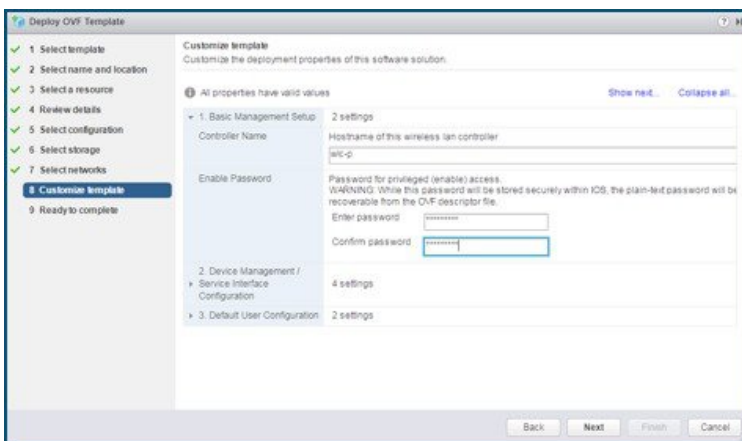 Deploy OVF Template
1 Select template
2 Select name and location
3 Select a resource
4 Review details
5 Select configuration
6 Select storage
7 Select networks
8 Customize template
9 Ready to complete
Customize template
Customize the deployment properties of this software solution.
All properties have valid values
Show next...
Collapse all...
1. Basic Management Setup
2 settings
Controller Name
Hostname of this wireless lan controller
wlc-p
Enable Password
Password for privileged (enable) access.
WARNING: While this password will be stored securely within IOS, the plain-text password will be
recoverable from the OVF descriptor file.
Enter password
*********
Confirm password
*********
2. Device Management /
Service Interface
Configuration
4 settings
3. Default User Configuration
2 settings
Back
Next
Finish
Cancel